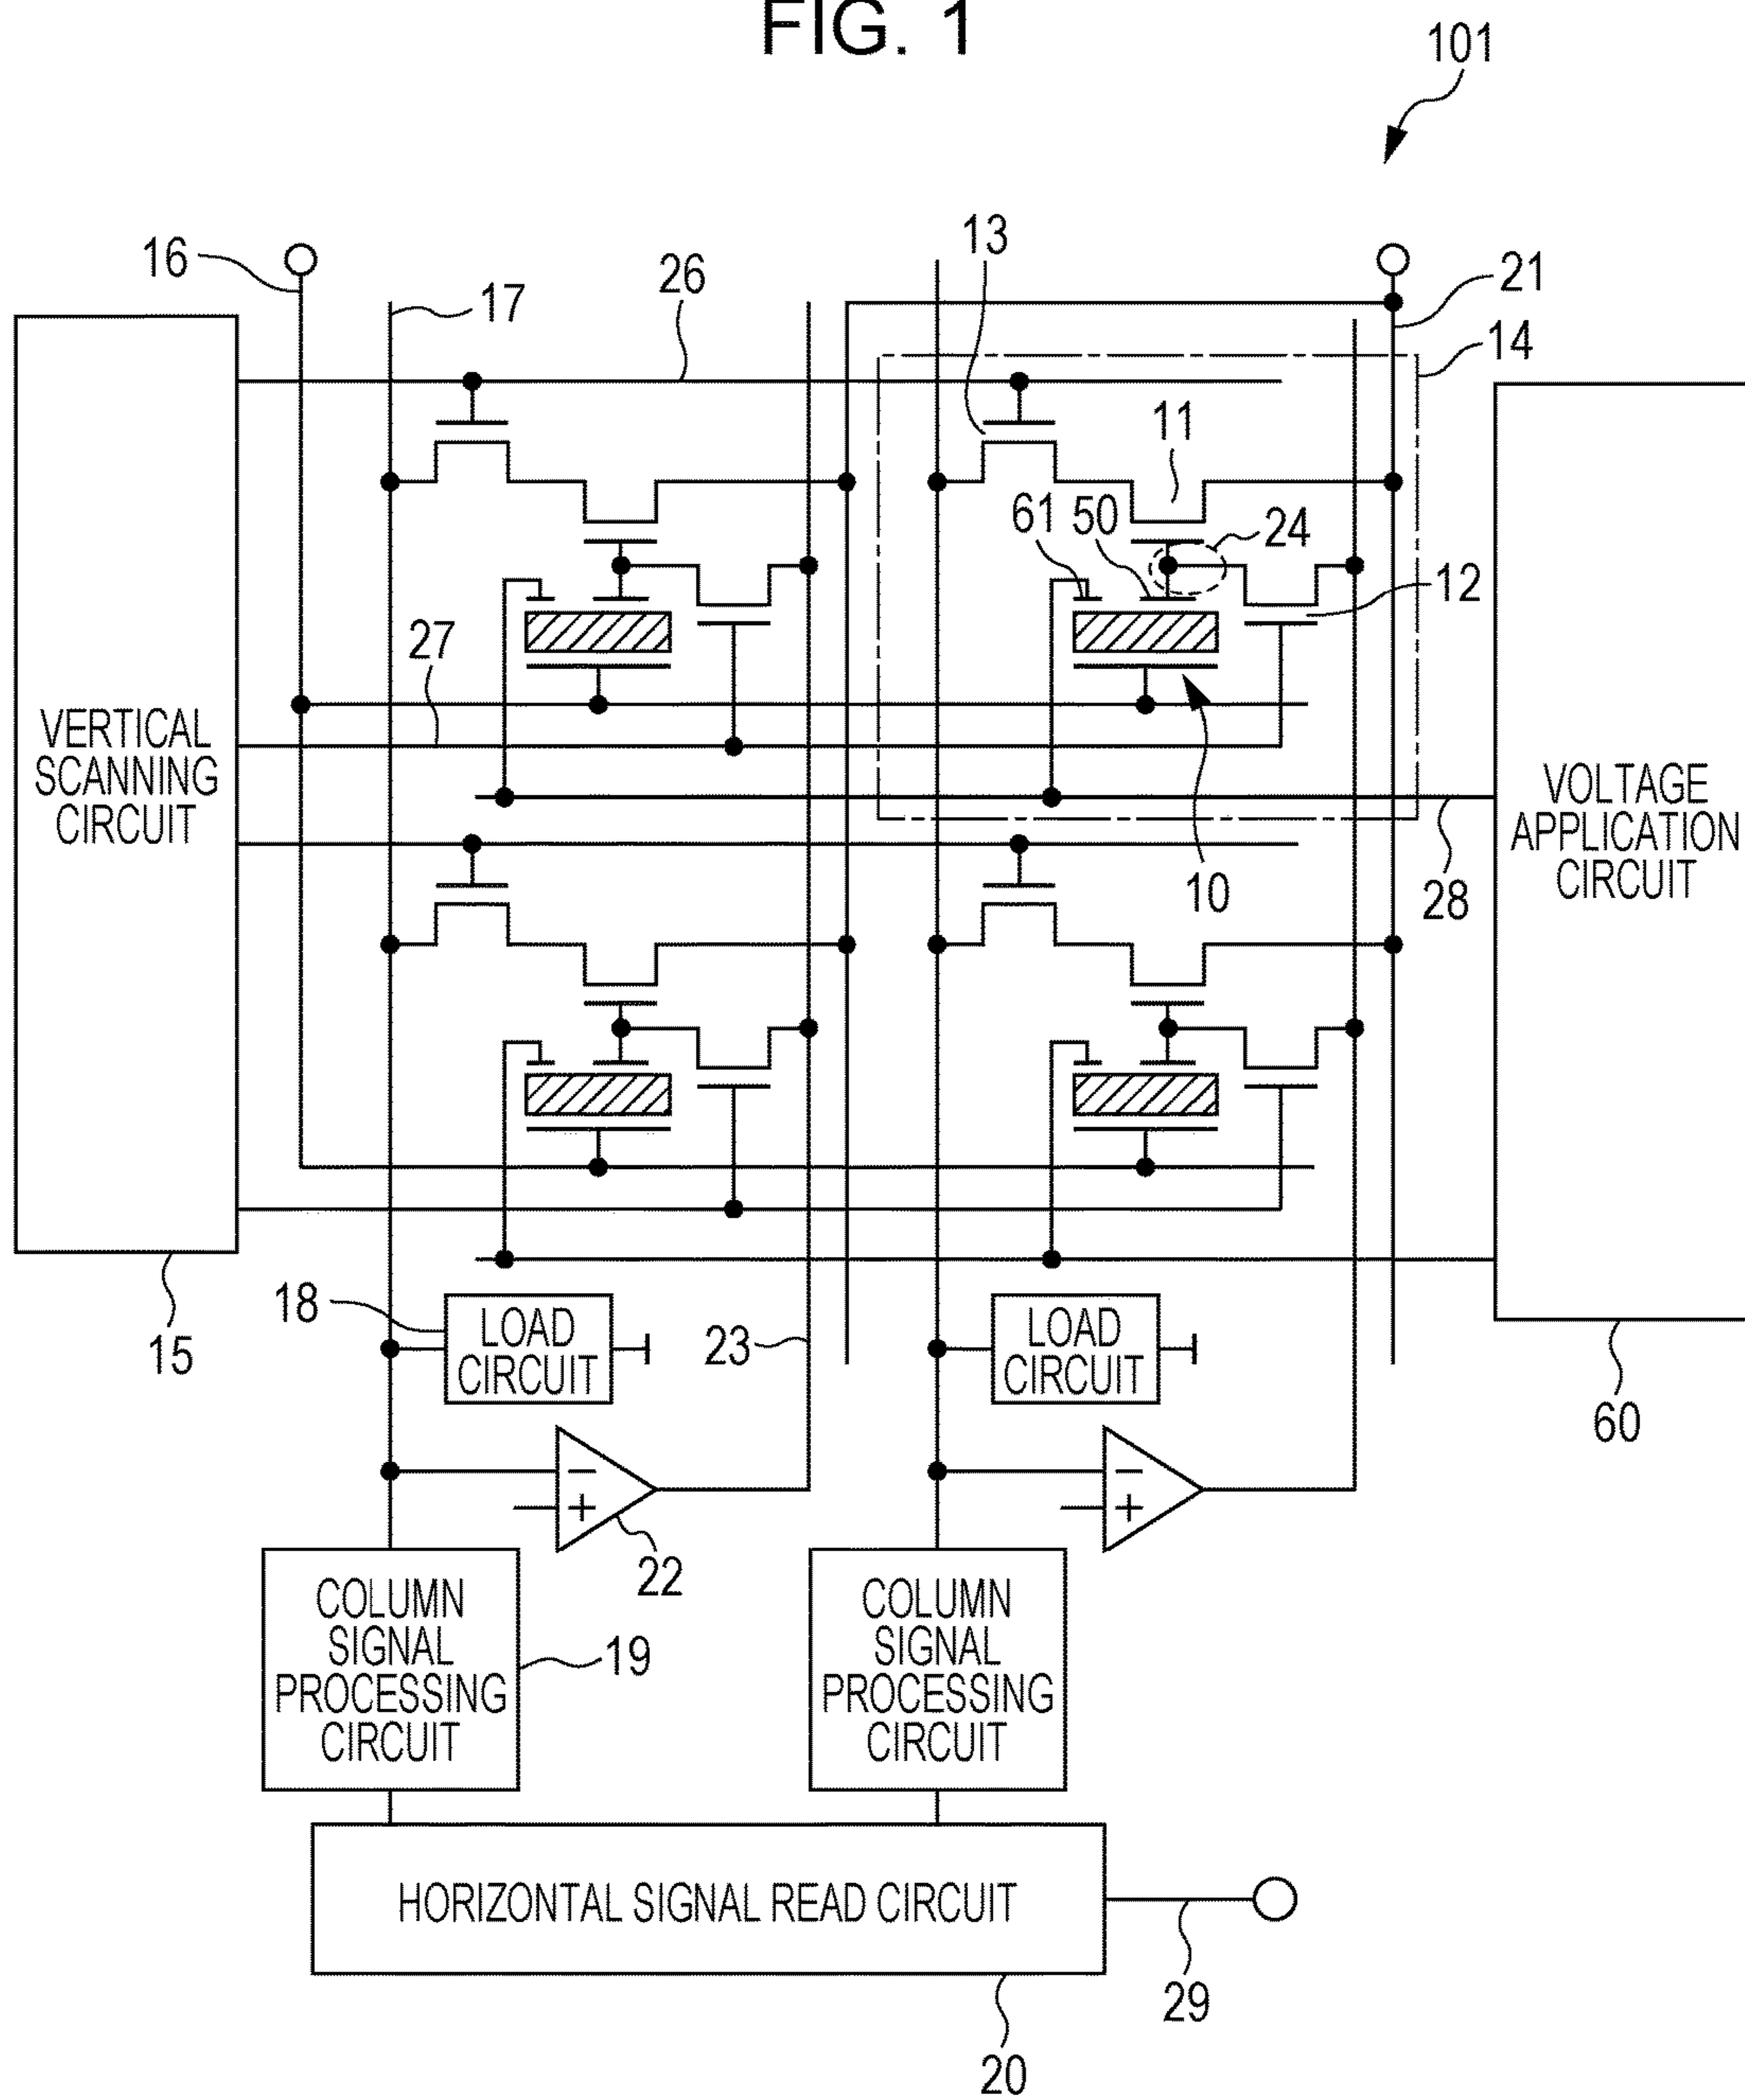 FIG. 1
101
16
17
26
13
21
14
11
61
50
24
12
27
VERTICAL
SCANNING
CIRCUIT
VOLTAGE
APPLICATION
CIRCUIT
10
28
15
18
LOAD
CIRCUIT
23
LOAD
CIRCUIT
60
−
+
−
+
22
COLUMN
SIGNAL
PROCESSING
CIRCUIT
19
COLUMN
SIGNAL
PROCESSING
CIRCUIT
HORIZONTAL SIGNAL READ CIRCUIT
29
20